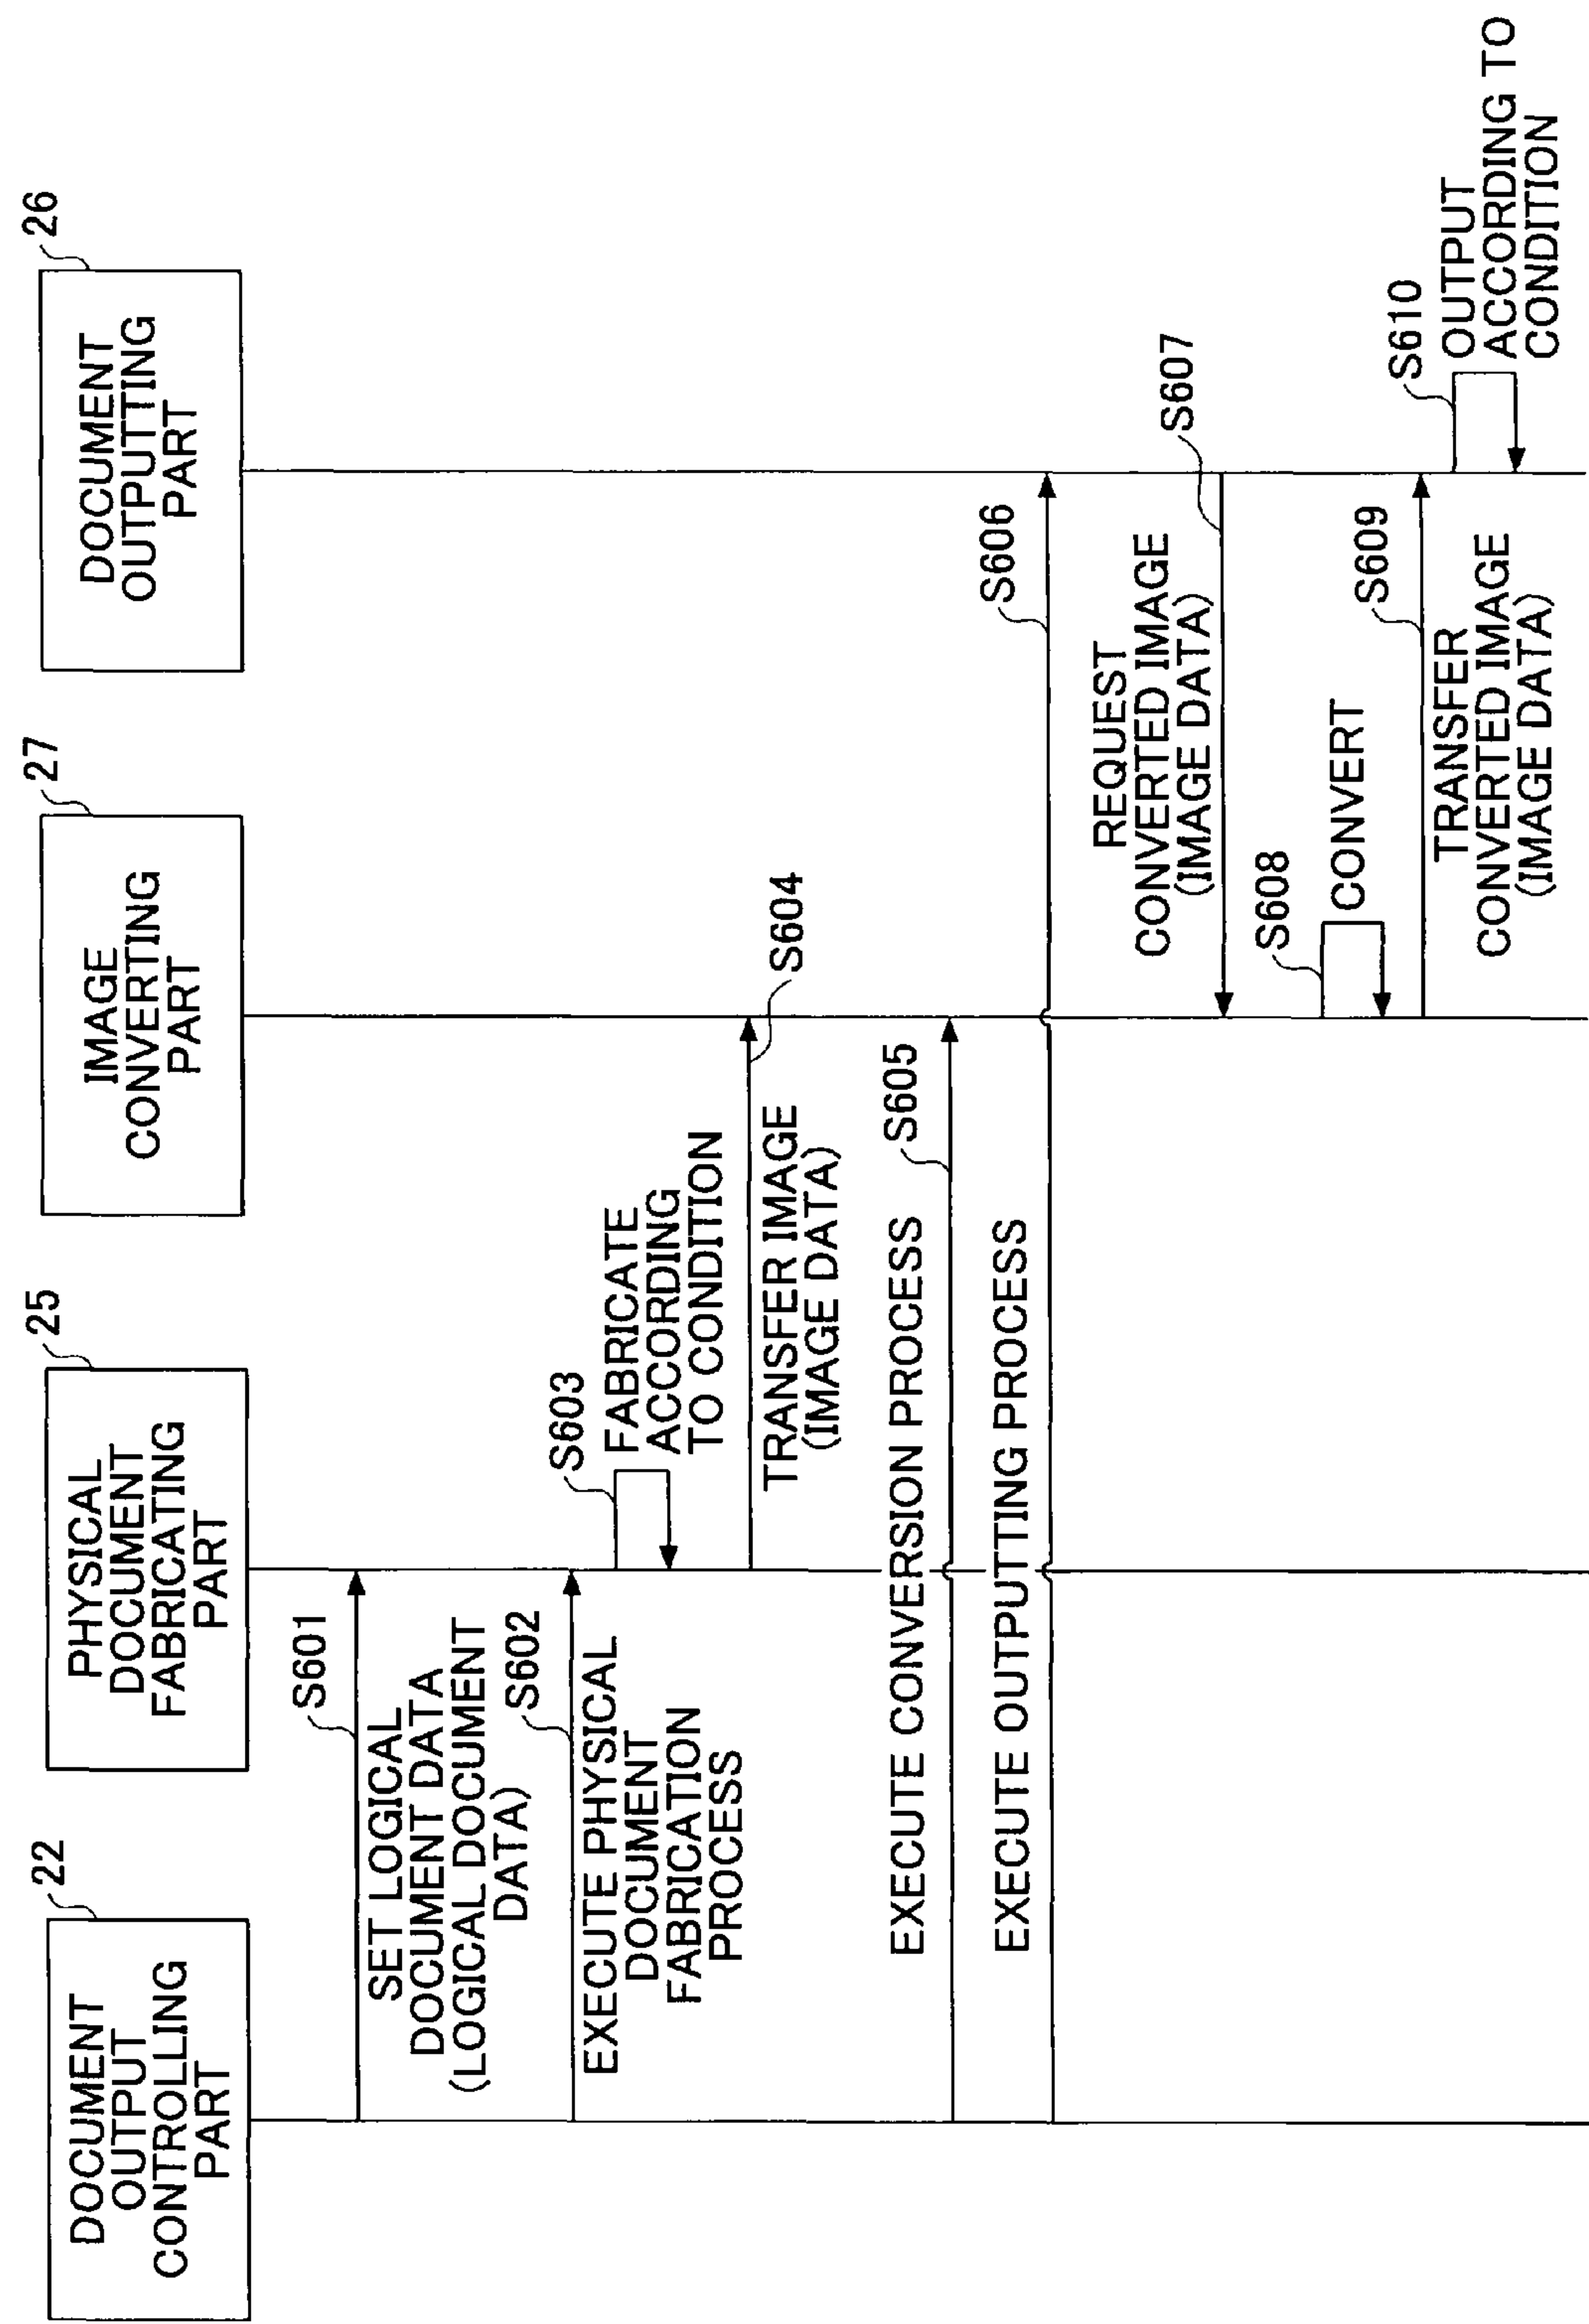 22
DOCUMENT
OUTPUT
CONTROLLING
PART
25
PHYSICAL
DOCUMENT
FABRICATING
PART
27
IMAGE
CONVERTING
PART
26
DOCUMENT
OUTPUTTING
PART
S601
SET LOGICAL
DOCUMENT DATA
(LOGICAL DOCUMENT
DATA)
S602
EXECUTE PHYSICAL
DOCUMENT
FABRICATION
PROCESS
S603
FABRICATE
ACCORDING
TO CONDITION
S604
TRANSFER IMAGE
(IMAGE DATA)
S605
EXECUTE CONVERSION PROCESS
S606
EXECUTE OUTPUTTING PROCESS
S607
REQUEST
CONVERTED IMAGE
(IMAGE DATA)
S608
CONVERT
S609
TRANSFER
CONVERTED IMAGE
(IMAGE DATA)
S610
OUTPUT
ACCORDING TO
CONDITION